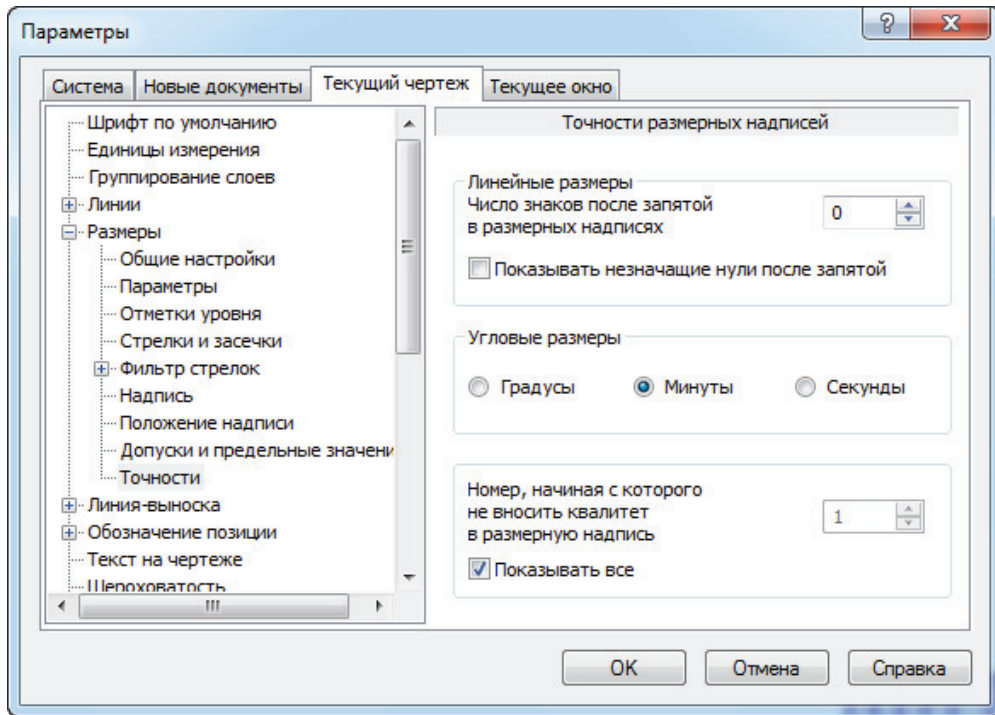 Параметры
Система
Новые документы
Текущий чертеж
Текущее окно
Шрифт по умолчанию
Единицы измерения
Группирование слоев
Линии
Размеры
Общие настройки
Параметры
Отметки уровня
Стрелки и засечки
Фильтр стрелок
Надпись
Положение надписи
Допуски и предельные значени
Точности
Линия-выноска
Обозначение позиции
Текст на чертеже
Шероховатость
Точности размерных надписей
Линейные размеры
Число знаков после запятой
в размерных надписях
0
Показывать незначащие нули после запятой
Угловые размеры
Градусы
Минуты
Секунды
Номер, начиная с которого
не вносить квалитет
в размерную надпись
1
Показывать все
OK
Отмена
Справка